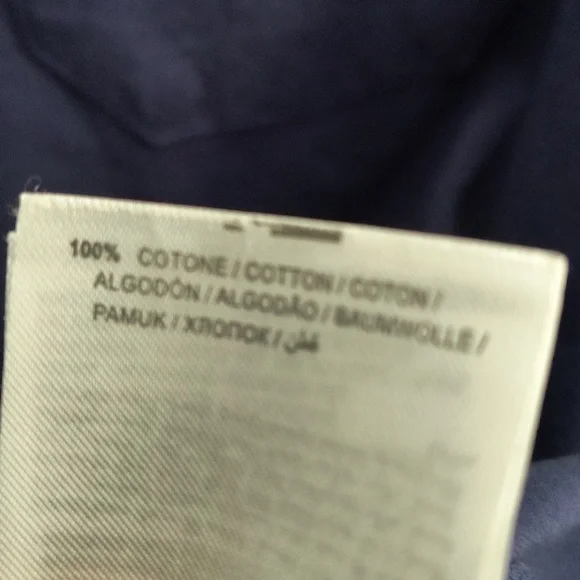 100% COTONE / COTTON / COTON /
ALGODÓN / ALGODÃO / BAUMWOLLE /
PAMUK / ХЛОПОК / قطن